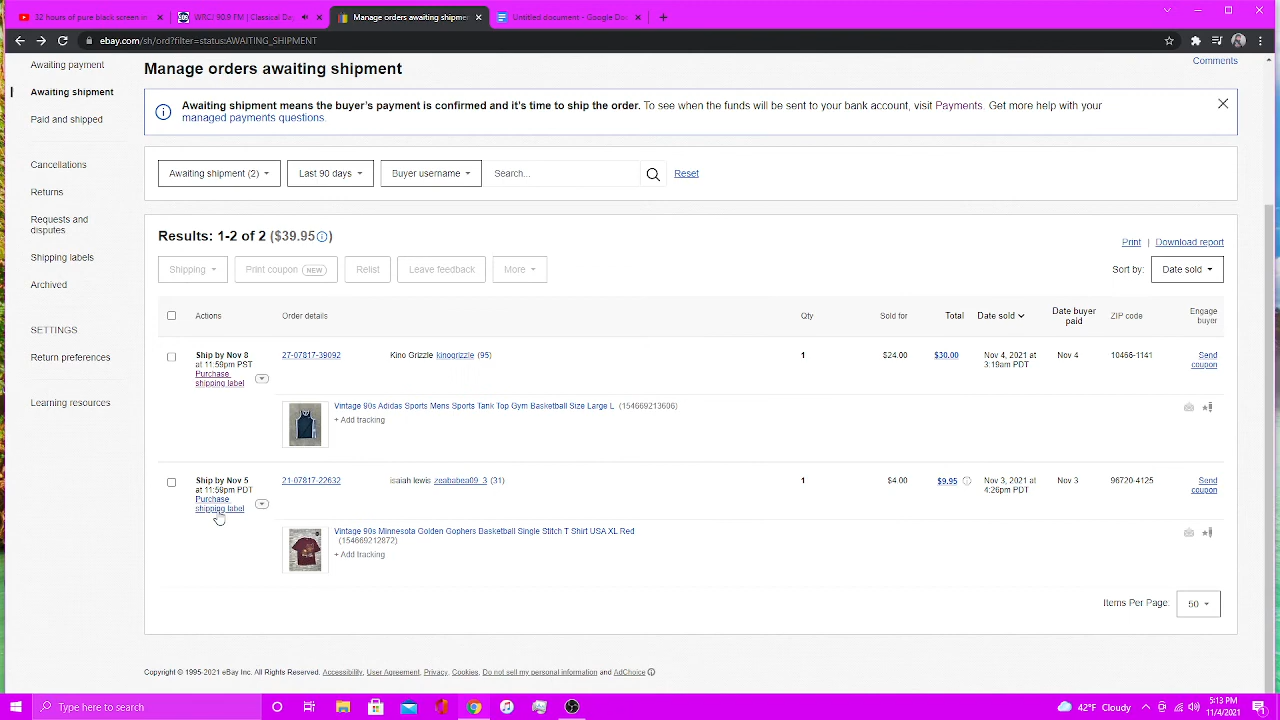 32 hours of pure black screen in
WRCJ 90.9 FM | Classical Da
Manage orders awaiting shipment
Untitled document - Google Doc
ebay.com/sh/ord?filter=status:AWAITING_SHIPMENT
Awaiting payment
Awaiting shipment
Paid and shipped
Cancellations
Returns
Requests and
disputes
Shipping labels
Archived
SETTINGS
Return preferences
Learning resources
Comments
Manage orders awaiting shipment
Awaiting shipment means the buyer's payment is confirmed and it's time to ship the order. To see when the funds will be sent to your bank account, visit Payments. Get more help with your
managed payments questions.
Awaiting shipment (2) Last 90 days Buyer username Search... Reset
Results: 1-2 of 2 ($39.95)
Print | Download report
Shipping Print coupon NEW Relist Leave feedback More
Sort by: Date sold
Actions Order details Qty Sold for Total Date sold Date buyer paid ZIP code Engage buyer
Ship by Nov 8
at 11:59pm PST
Purchase
shipping label
27-07817-39092 Kino Grizzle kinogrizzle (95) 1 $24.00 $30.00 Nov 4, 2021 at
3:19am PDT
Nov 4 10466-1141 Send
coupon
Vintage 90s Adidas Sports Mens Sports Tank Top Gym Basketball Size Large L (154669213606)
+ Add tracking
Ship by Nov 5
at 11:59pm PDT
Purchase
shipping label
21-07817-22632 isaiah lewis zeababea09_3 (31) 1 $4.00 $9.95 Nov 3, 2021 at
4:26pm PDT
Nov 3 96720-4125 Send
coupon
Vintage 90s Minnesota Golden Gophers Basketball Single Stitch T Shirt USA XL Red
(154669212872)
+ Add tracking
Items Per Page: 50
Copyright © 1995-2021 eBay Inc. All Rights Reserved. Accessibility, User Agreement, Privacy, Cookies, Do not sell my personal information and AdChoice
Type here to search
42°F Cloudy
5:13 PM
11/4/2021
1